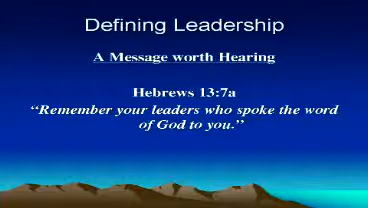 Defining Leadership
A Message worth Hearing
Hebrews 13:7a
“Remember your leaders who spoke the word
of God to you.”